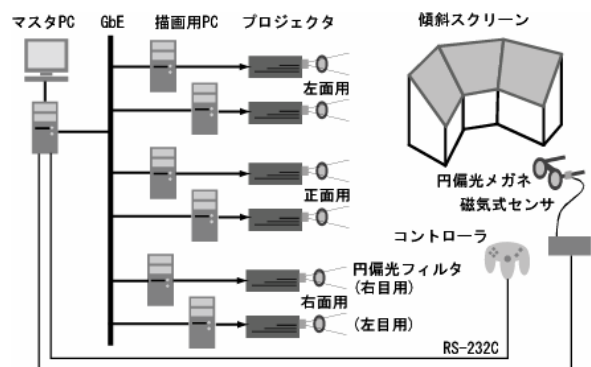 マスタPC
GbE
描画用PC
プロジェクタ
傾斜スクリーン
左面用
正面用
円偏光メガネ
磁気式センサ
コントローラ
円偏光フィルタ
(右目用)
右面用
(左目用)
RS-232C